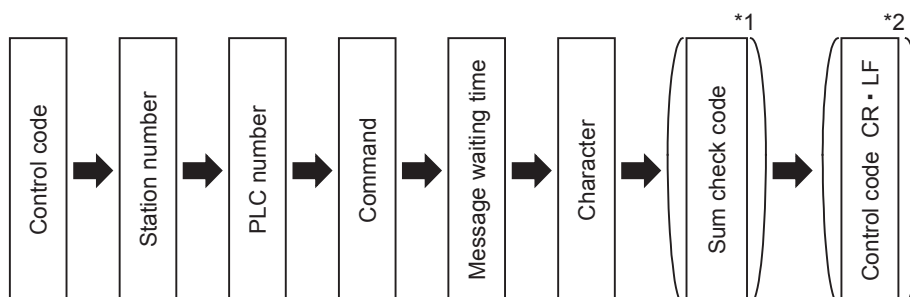 *1
*2
Control code
Station number
PLC number
Command
Message waiting time
Character
Sum check code
Control code CR・LF